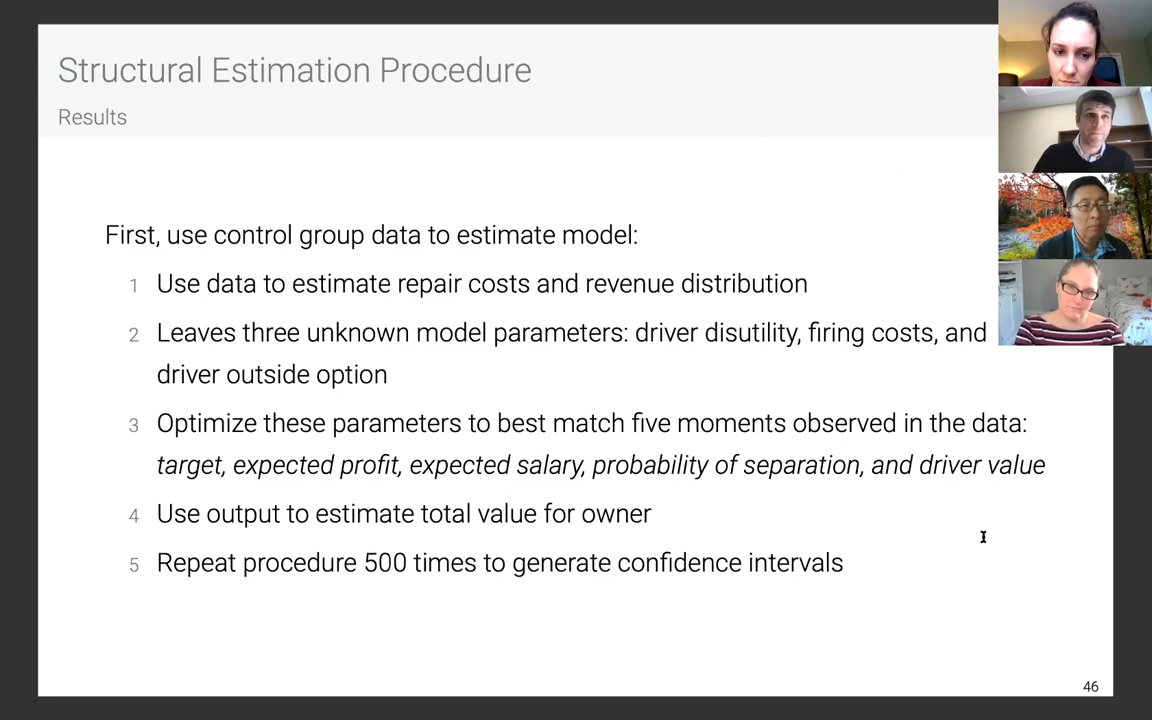 Structural Estimation Procedure
Results
First, use control group data to estimate model:
1 Use data to estimate repair costs and revenue distribution
2 Leaves three unknown model parameters: driver disutility, firing costs, and
driver outside option
3 Optimize these parameters to best match five moments observed in the data:
target, expected profit, expected salary, probability of separation, and driver value
4 Use output to estimate total value for owner
5 Repeat procedure 500 times to generate confidence intervals
46